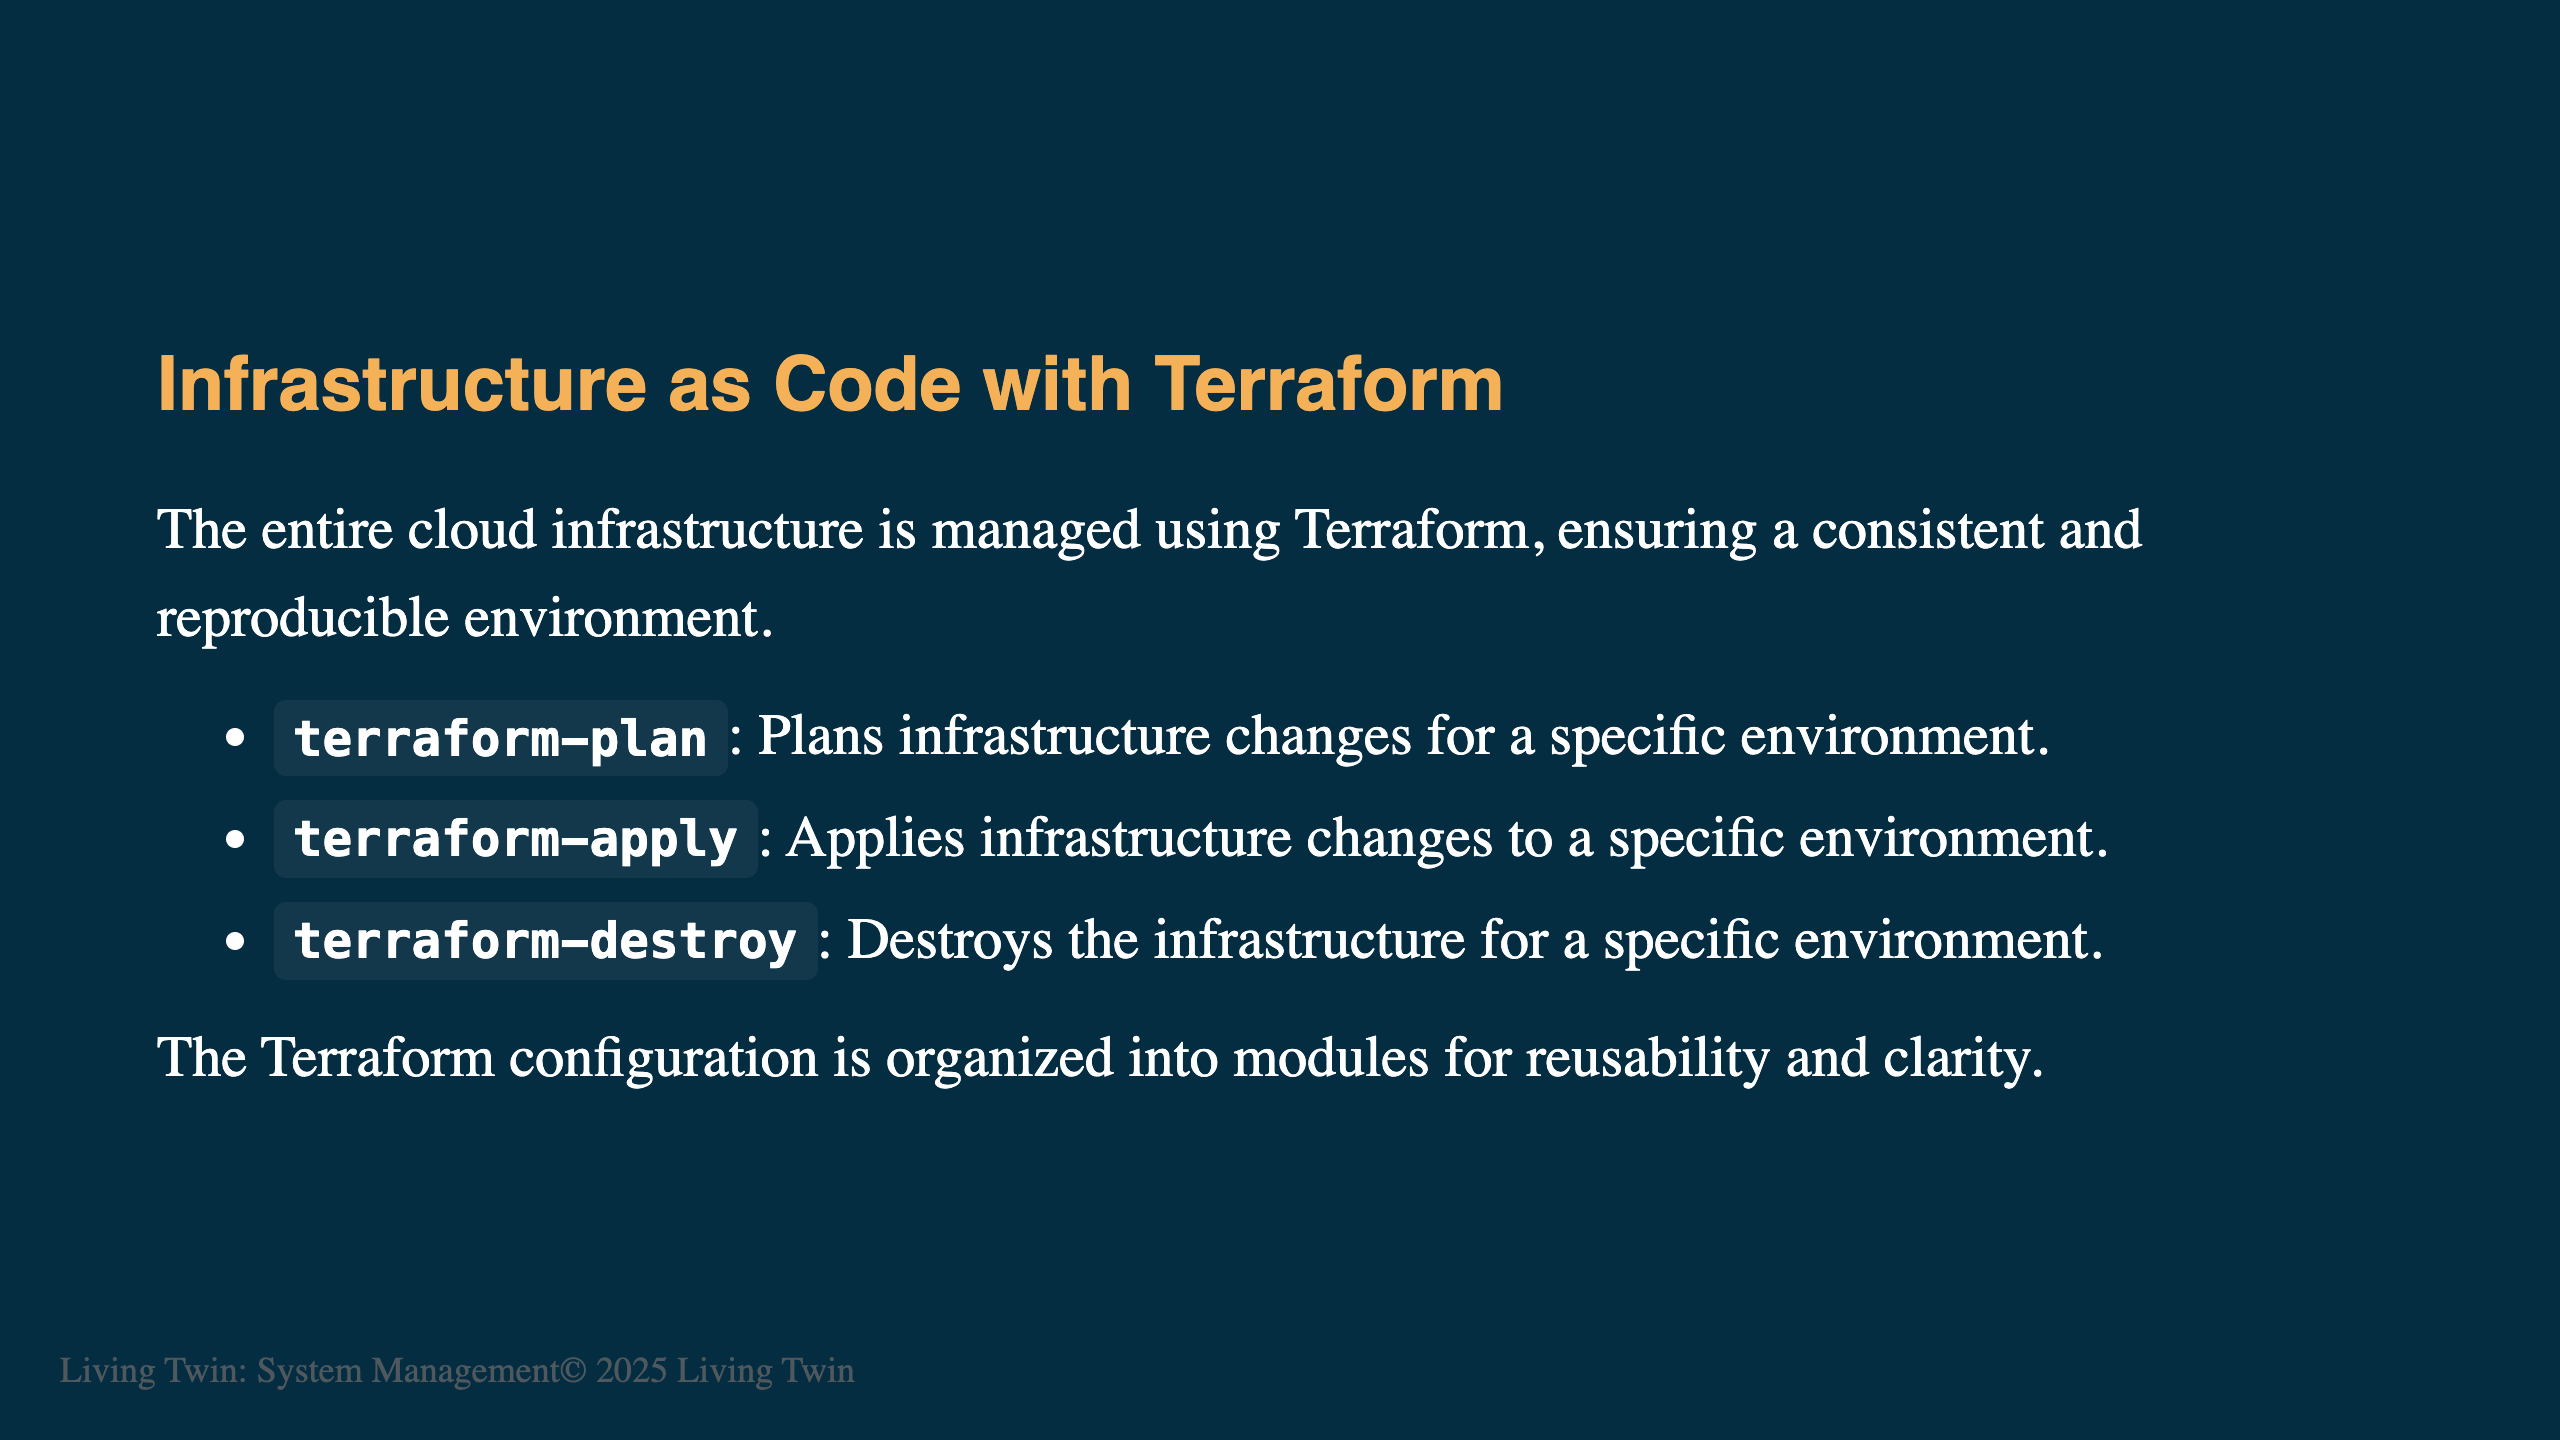 Infrastructure as Code with Terraform
The entire cloud infrastructure is managed using Terraform, ensuring a consistent and
reproducible environment.
• terraform-plan : Plans infrastructure changes for a specific environment.
• terraform-apply : Applies infrastructure changes to a specific environment.
• terraform-destroy : Destroys the infrastructure for a specific environment.
The Terraform configuration is organized into modules for reusability and clarity.
Living Twin: System Management© 2025 Living Twin